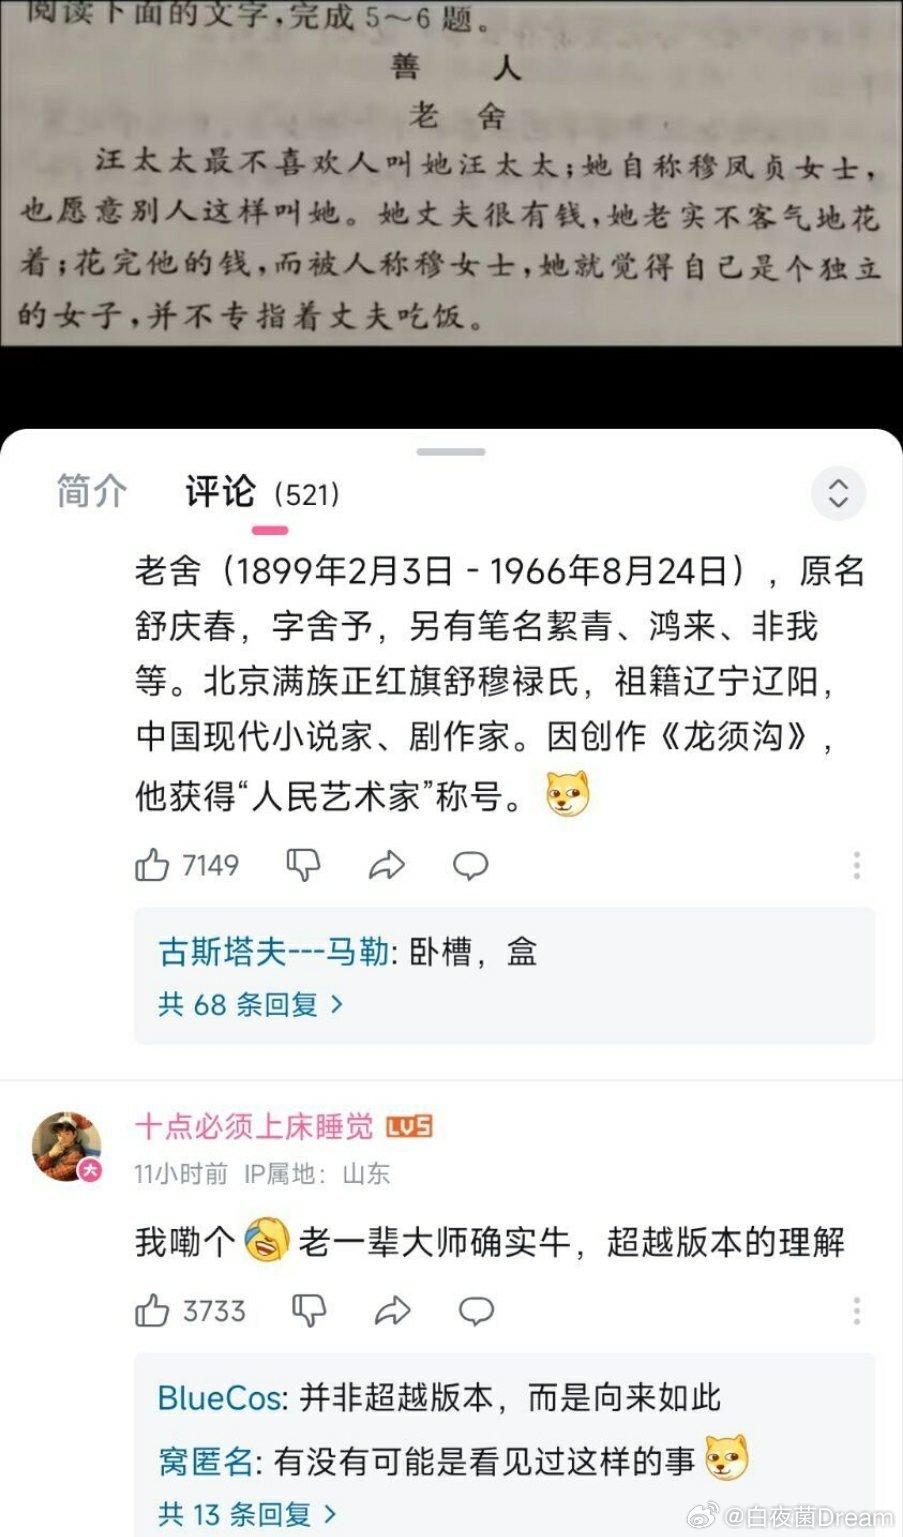 阅读下面的文字,完成5～6题。
善 人
老 舍
汪太太最不喜欢人叫她汪太太;她自称穆凤贞女士,
也愿意别人这样叫她。她丈夫很有钱,她老实不客气地花
着;花完他的钱,而被人称穆女士,她就觉得自己是个独立
的女子,并不专指着丈夫吃饭。
简介 评论 (521)
老舍（1899年2月3日 - 1966年8月24日），原名
舒庆春，字舍予，另有笔名絜青、鸿来、非我
等。北京满族正红旗舒穆禄氏，祖籍辽宁辽阳，
中国现代小说家、剧作家。因创作《龙须沟》，
他获得“人民艺术家”称号。
7149
古斯塔夫---马勒: 卧槽，盒
共 68 条回复 >
十点必须上床睡觉 LV5
大
11小时前 IP属地：山东
我嘞个 老一辈大师确实牛，超越版本的理解
3733
BlueCos: 并非超越版本，而是向来如此
窝匿名: 有没有可能是看见过这样的事
共 13 条回复 >
@白夜菌Dream